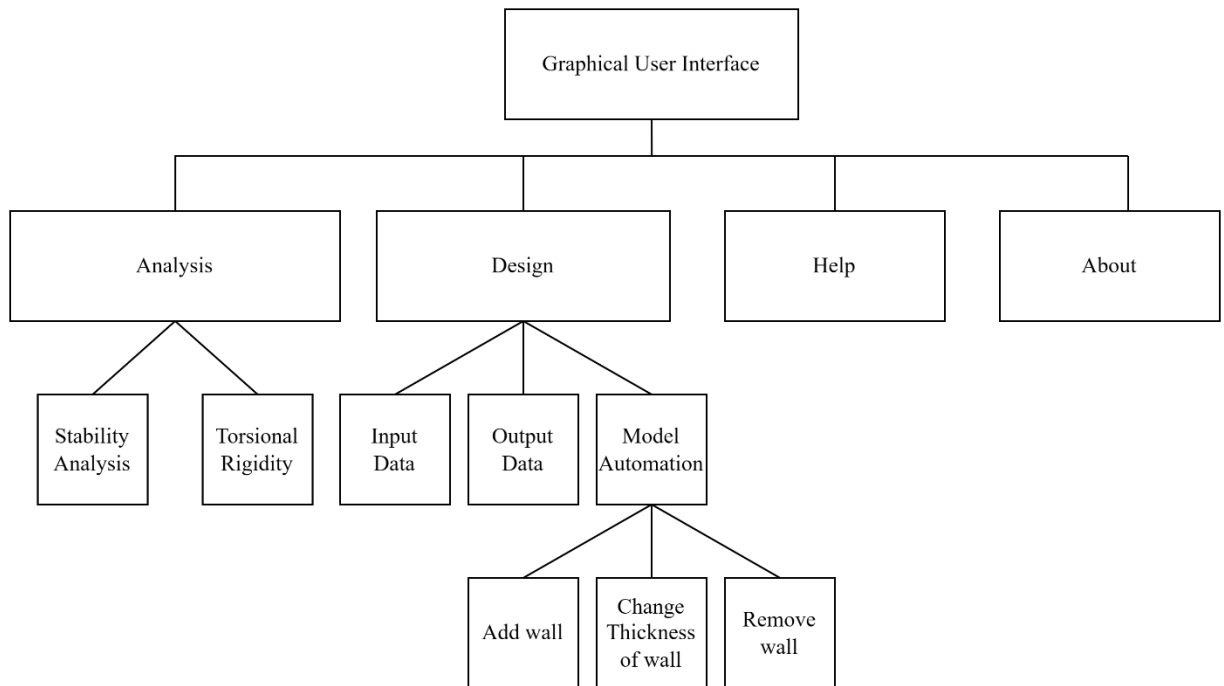 Graphical User Interface
Analysis
Design
Help
About
Stability
Analysis
Torsional
Rigidity
Input
Data
Output
Data
Model
Automation
Add wall
Change
Thickness
of wall
Remove
wall